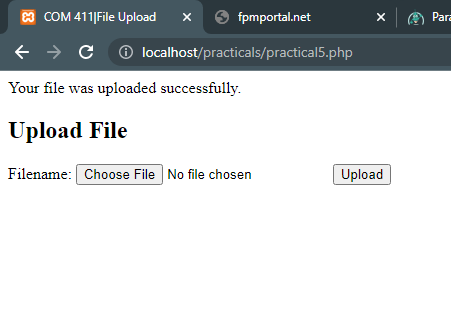 COM 411|File Upload
fpmportal.net
Para
localhost/practicals/practical5.php
Your file was uploaded successfully.
Upload File
Filename: Choose File No file chosen Upload